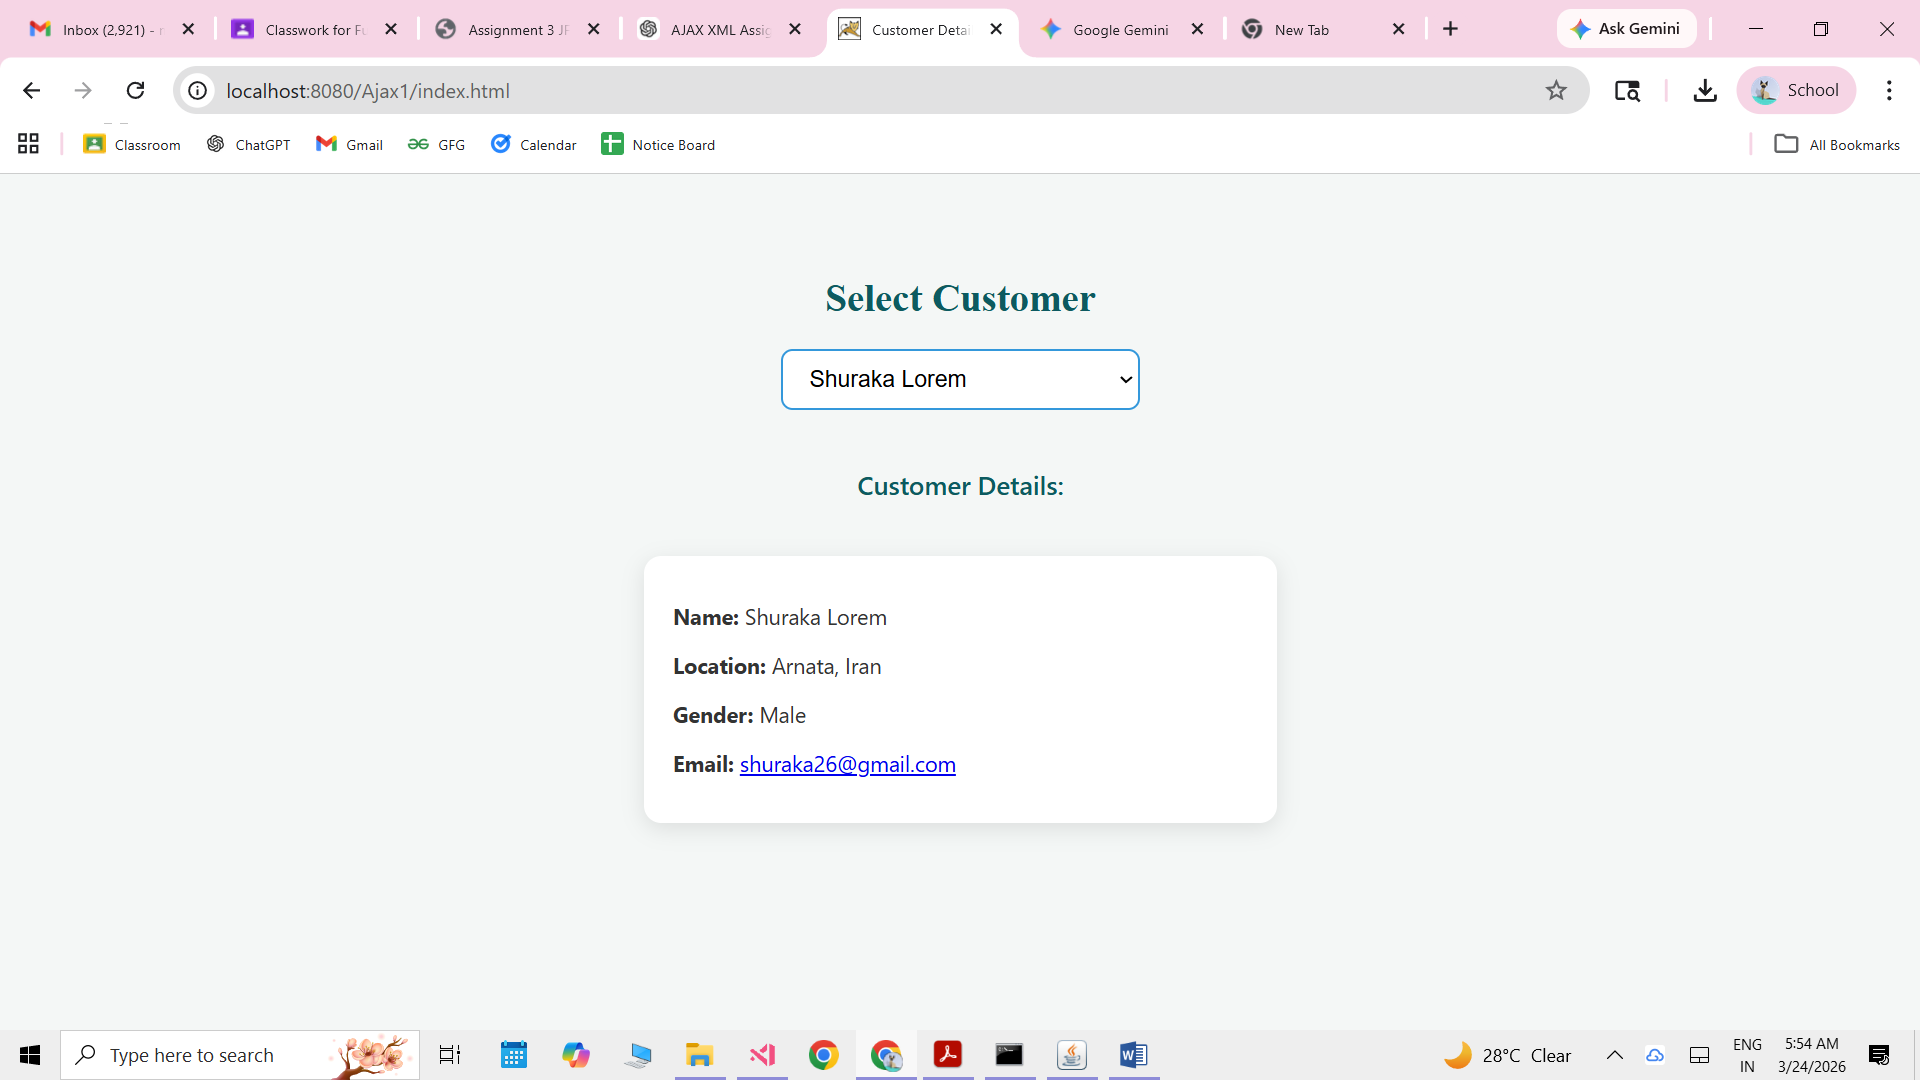 Inbox (2,921) -
Classwork for Fu
Assignment 3 JF
AJAX XML Assig
Customer Detai
Google Gemini
New Tab
Ask Gemini
localhost:8080/Ajax1/index.html
School
Classroom
ChatGPT
Gmail
GFG
Calendar
Notice Board
All Bookmarks
Select Customer
Shuraka Lorem
Customer Details:
Name: Shuraka Lorem
Location: Arnata, Iran
Gender: Male
Email: shuraka26@gmail.com
Type here to search
28°C Clear
ENG
IN
5:54 AM
3/24/2026